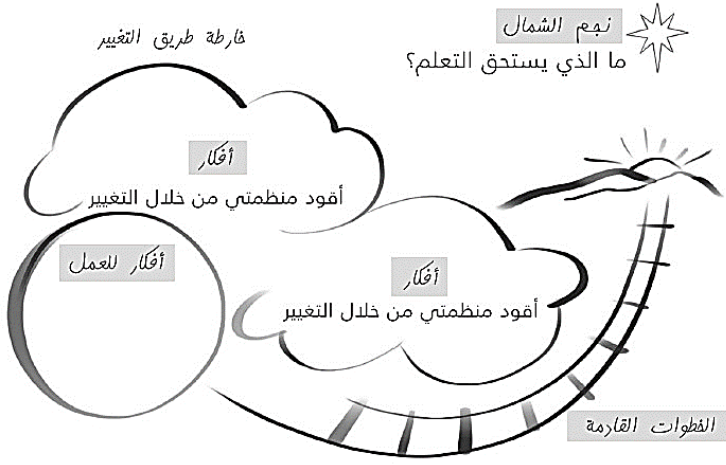 نجم الشمال
ما الذي يستحق التعلم؟
خارطة طريق التغيير
أفكار
أقود منظمتي من خلال التغيير
أفكار للعمل
أفكار
أقود منظمتي من خلال التغيير
الخطوات القادمة